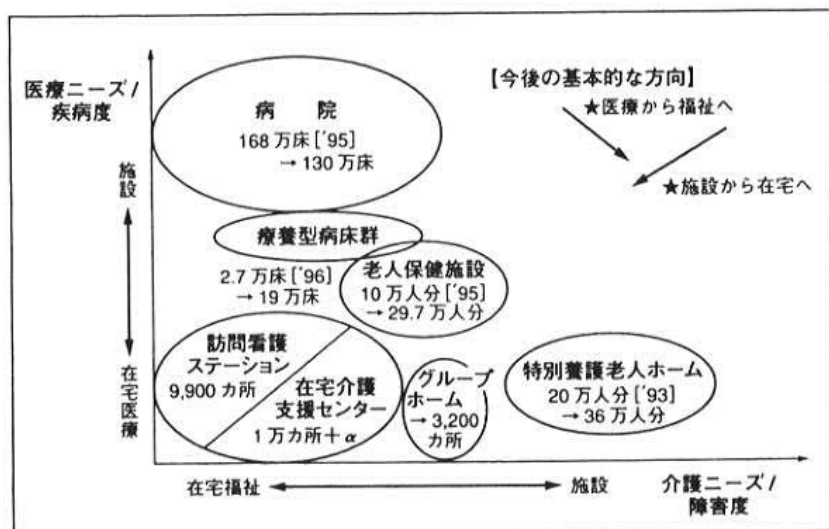 医療ニーズ/
疾病度
施設
在宅医療
病　院
168万床['95]
→130万床
療養型病床群
2.7万床['96]
→19万床
老人保健施設
10万人分['95]
→29.7万人分
訪問看護
ステーション
9,900カ所
在宅介護
支援センター
1万カ所＋α
グループ
ホーム
→3,200
カ所
特別養護老人ホーム
20万人分['93]
→36万人分
【今後の基本的な方向】
★医療から福祉へ
★施設から在宅へ
在宅福祉
施設
介護ニーズ/
障害度